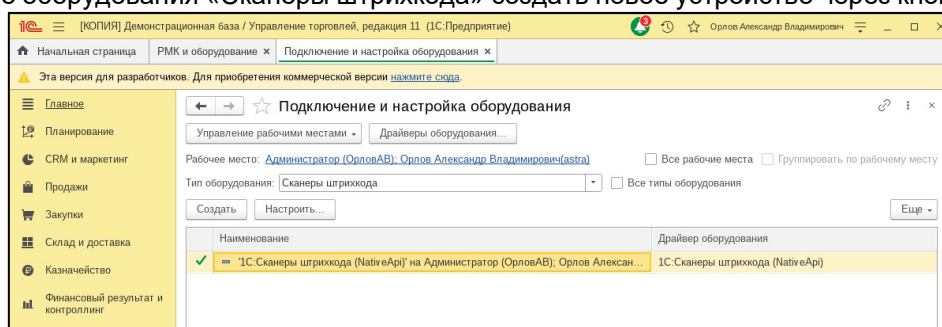 оборудования «Сканеры штрихкода» создать новое устройство через
1С [КОПИЯ] Демонстрационная база / Управление торговлей, редакция 11 (1С:Предприятие) 9 Орлов Александр Владимирович
Начальная страница РМК и оборудование × Подключение и настройка оборудования ×
Эта версия для разработчиков. Для приобретения коммерческой версии нажмите сюда.
Главное
Подключение и настройка оборудования
Планирование
Управление рабочими местами Драйверы оборудования...
CRM и маркетинг
Рабочее место: Администратор (ОрловАВ); Орлов Александр Владимирович(astra) Все рабочие места Группировать по рабочему месту
Продажи
Тип оборудования: Сканеры штрихкода Все типы оборудования
Закупки
Создать Настроить... Еще
Склад и доставка
Наименование Драйвер оборудования
Казначейство
'1С:Сканеры штрихкода (NativeApi)' на Администратор (ОрловАВ); Орлов Алексан... 1С:Сканеры штрихкода (NativeApi)
Финансовый результат и
контроллинг